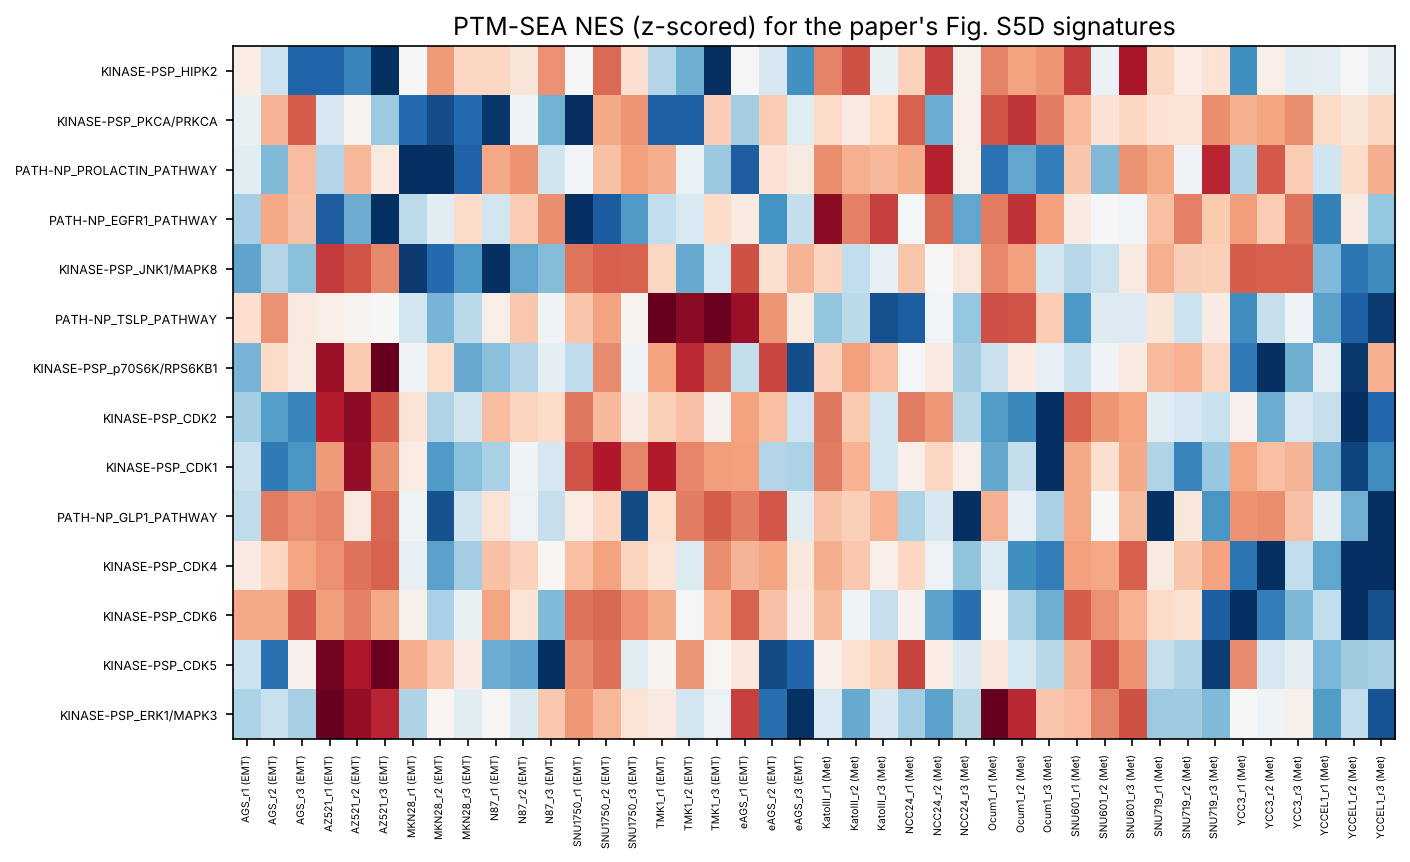 PTM-SEA NES (z-scored) for the paper's Fig. S5D signatures
KINASE-PSP_HIPK2
KINASE-PSP_PKCA/PRKCA
PATH-NP_PROLACTIN_PATHWAY
PATH-NP_EGFR1_PATHWAY
KINASE-PSP_JNK1/MAPK8
PATH-NP_TSLP_PATHWAY
KINASE-PSP_p70S6K/RPS6KB1
KINASE-PSP_CDK2
KINASE-PSP_CDK1
PATH-NP_GLP1_PATHWAY
KINASE-PSP_CDK4
KINASE-PSP_CDK6
KINASE-PSP_CDK5
KINASE-PSP_ERK1/MAPK3
AGS_r1 (EMT)
AGS_r2 (EMT)
AGS_r3 (EMT)
AZ521_r1 (EMT)
AZ521_r2 (EMT)
AZ521_r3 (EMT)
MKN28_r1 (EMT)
MKN28_r2 (EMT)
MKN28_r3 (EMT)
N87_r1 (EMT)
N87_r2 (EMT)
N87_r3 (EMT)
SNU1750_r1 (EMT)
SNU1750_r2 (EMT)
SNU1750_r3 (EMT)
TMK1_r1 (EMT)
TMK1_r2 (EMT)
TMK1_r3 (EMT)
eAGS_r1 (EMT)
eAGS_r2 (EMT)
eAGS_r3 (EMT)
KatoIII_r1 (Met)
KatoIII_r2 (Met)
KatoIII_r3 (Met)
NCC24_r1 (Met)
NCC24_r2 (Met)
NCC24_r3 (Met)
Ocum1_r1 (Met)
Ocum1_r2 (Met)
Ocum1_r3 (Met)
SNU601_r1 (Met)
SNU601_r2 (Met)
SNU601_r3 (Met)
SNU719_r1 (Met)
SNU719_r2 (Met)
SNU719_r3 (Met)
YCC3_r1 (Met)
YCC3_r2 (Met)
YCC3_r3 (Met)
YCCEL1_r1 (Met)
YCCEL1_r2 (Met)
YCCEL1_r3 (Met)